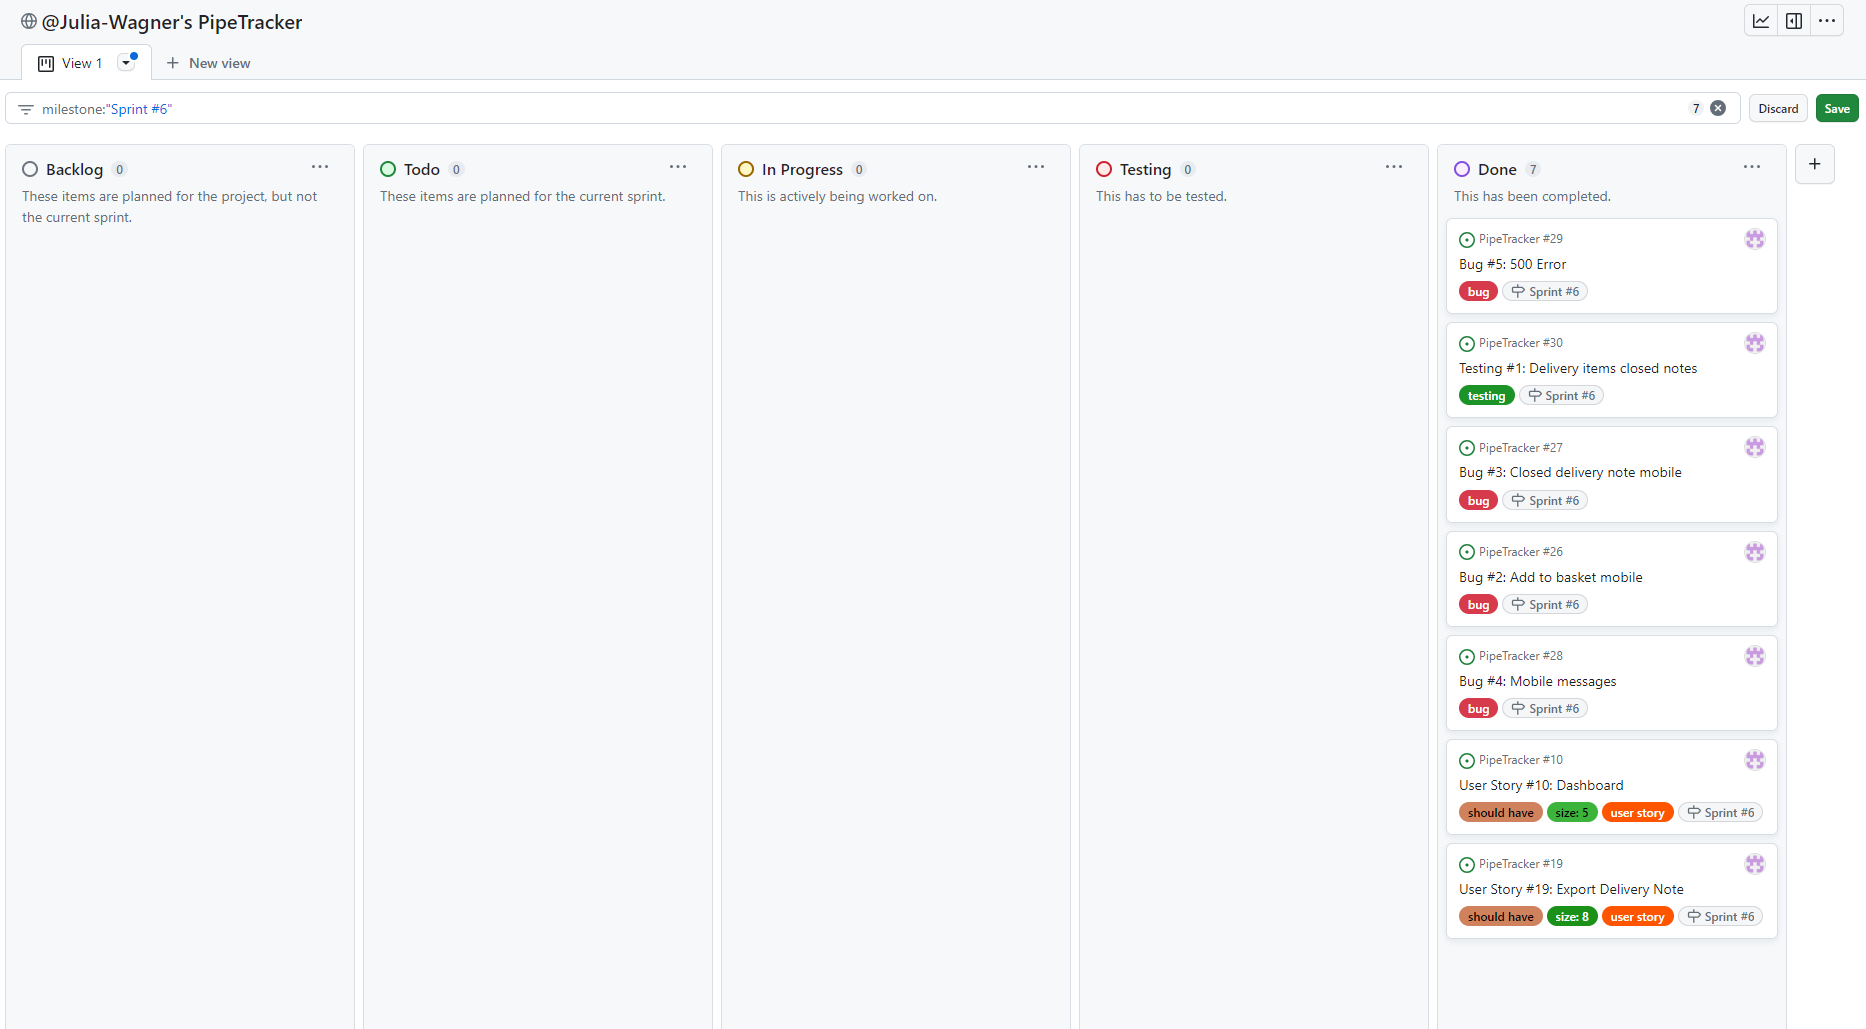 @Julia-Wagner's PipeTracker
View 1
New view
milestone:"Sprint #6"
7
Discard
Save
Backlog 0
These items are planned for the project, but not
the current sprint.
Todo 0
These items are planned for the current sprint.
In Progress 0
This is actively being worked on.
Testing 0
This has to be tested.
Done 7
This has been completed.
PipeTracker #29
Bug #5: 500 Error
bug Sprint #6
PipeTracker #30
Testing #1: Delivery items closed notes
testing Sprint #6
PipeTracker #27
Bug #3: Closed delivery note mobile
bug Sprint #6
PipeTracker #26
Bug #2: Add to basket mobile
bug Sprint #6
PipeTracker #28
Bug #4: Mobile messages
bug Sprint #6
PipeTracker #10
User Story #10: Dashboard
should have size: 5 user story Sprint #6
PipeTracker #19
User Story #19: Export Delivery Note
should have size: 8 user story Sprint #6